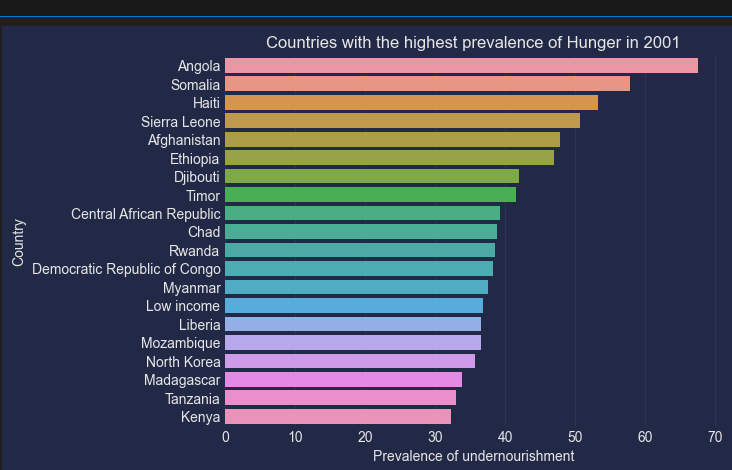 Countries with the highest prevalence of Hunger in 2001
Country
Angola
Somalia
Haiti
Sierra Leone
Afghanistan
Ethiopia
Djibouti
Timor
Central African Republic
Chad
Rwanda
Democratic Republic of Congo
Myanmar
Low income
Liberia
Mozambique
North Korea
Madagascar
Tanzania
Kenya
0 10 20 30 40 50 60 70
Prevalence of undernourishment